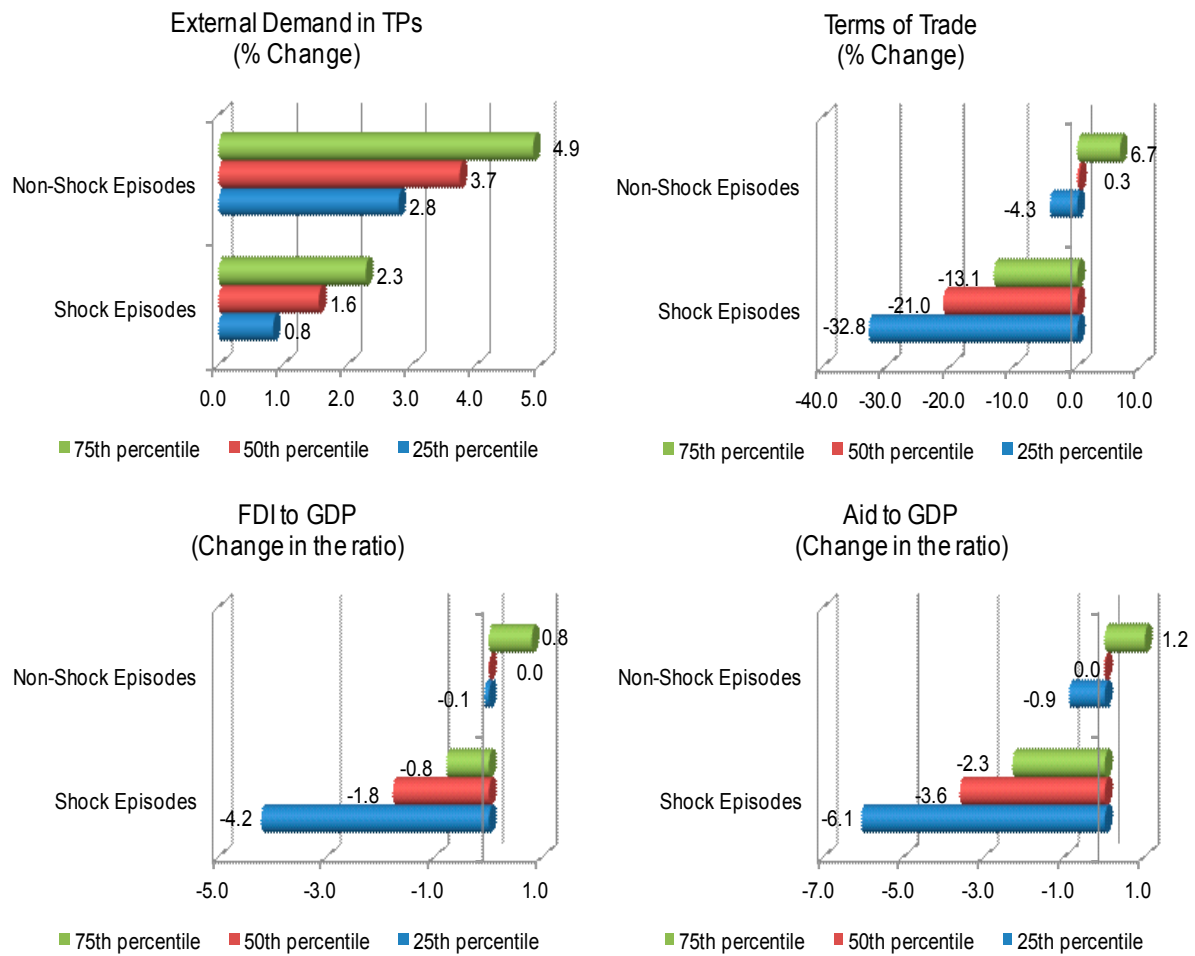 External Demand in TPs
(% Change)
Non-Shock Episodes
4.9
3.7
2.8
Shock Episodes
2.3
1.6
0.8
0.0 1.0 2.0 3.0 4.0 5.0
75th percentile 50th percentile 25th percentile
Terms of Trade
(% Change)
Non-Shock Episodes
6.7
0.3
-4.3
Shock Episodes
-13.1
-21.0
-32.8
-40.0 -30.0 -20.0 -10.0 0.0 10.0
75th percentile 50th percentile 25th percentile
FDI to GDP
(Change in the ratio)
Non-Shock Episodes
0.8
0.0
-0.1
Shock Episodes
-0.8
-1.8
-4.2
-5.0 -3.0 -1.0 1.0
75th percentile 50th percentile 25th percentile
Aid to GDP
(Change in the ratio)
Non-Shock Episodes
1.2
0.0
-0.9
Shock Episodes
-2.3
-3.6
-6.1
-7.0 -5.0 -3.0 -1.0 1.0
75th percentile 50th percentile 25th percentile